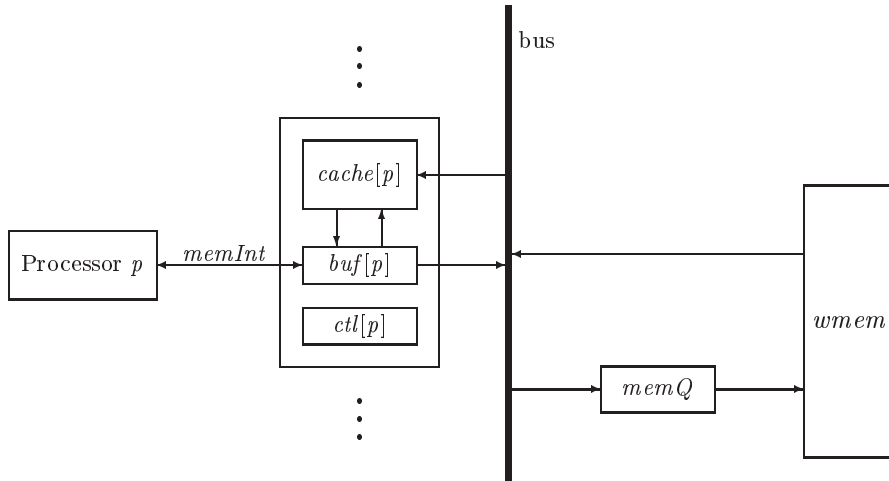 bus
cache[p]
Processor p
memInt
buf[p]
ctl[p]
wmem
memQ